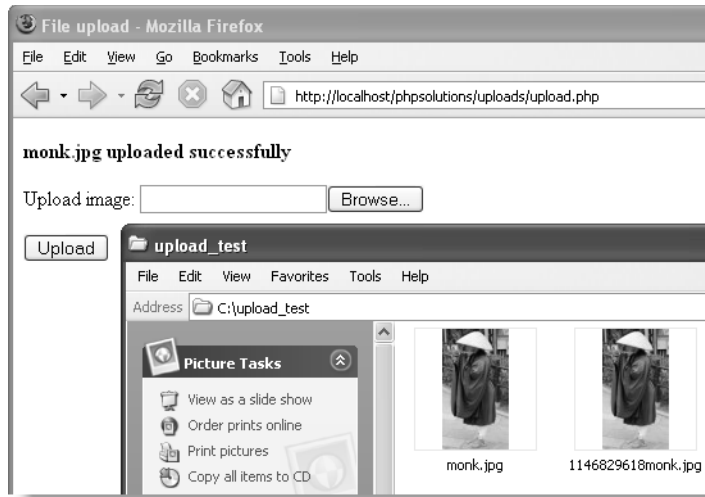 File upload - Mozilla Firefox
File Edit View Go Bookmarks Tools Help
http://localhost/phpsolutions/uploads/upload.php
monk.jpg uploaded successfully
Upload image: Browse...
Upload
upload_test
File Edit View Favorites Tools Help
Address C:\upload_test
Picture Tasks
View as a slide show
Order prints online
Print pictures
Copy all items to CD
monk.jpg 1146829618monk.jpg